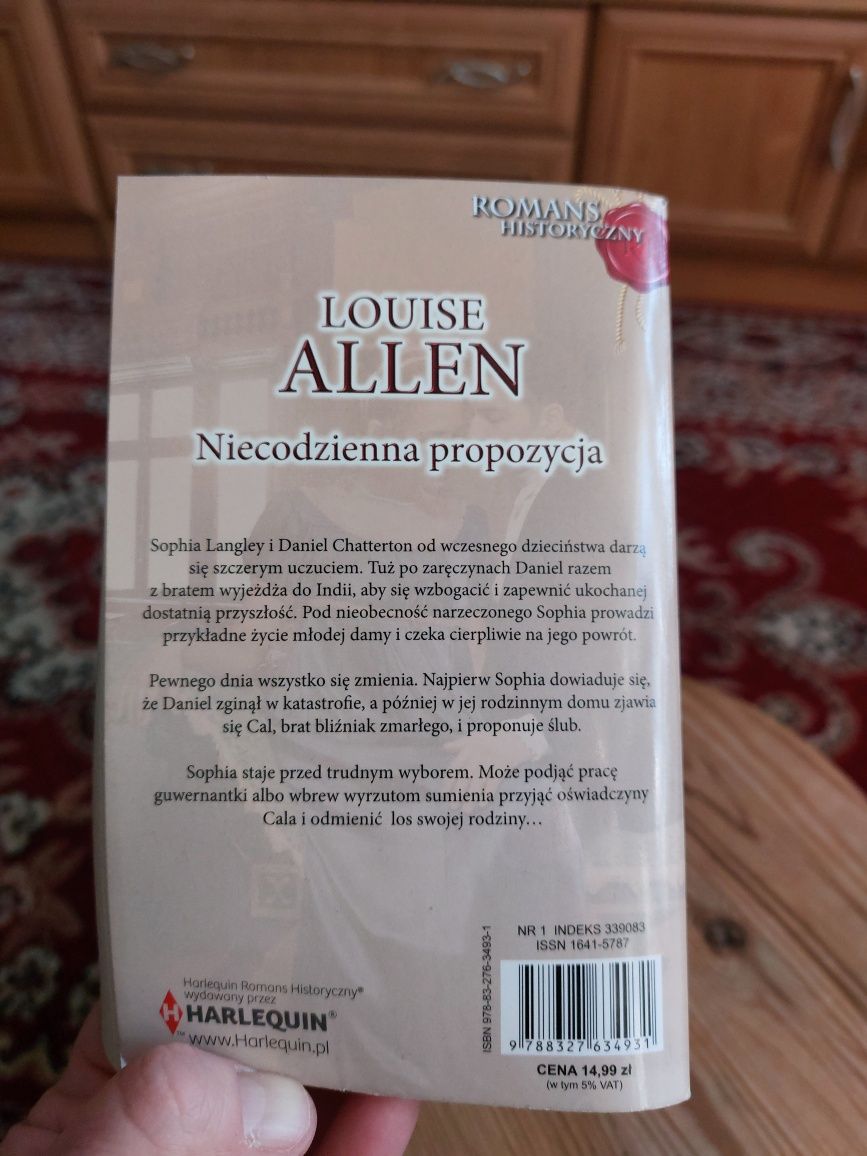 ROMANS
HISTORYCZNY
LOUISE
ALLEN
Niecodzienna propozycja
Sophia Langley i Daniel Chatterton od wczesnego dzieciństwa darzą
się szczerym uczuciem. Tuż po zaręczynach Daniel razem
z bratem wyjeżdża do Indii, aby się wzbogacić i zapewnić ukochanej
dostatnią przyszłość. Pod nieobecność narzeczonego Sophia prowadzi
przykładne życie młodej damy i czeka cierpliwie na jego powrót.
Pewnego dnia wszystko się zmienia. Najpierw Sophia dowiaduje się,
że Daniel zginął w katastrofie, a później w jej rodzinnym domu zjawia
się Cal, brat bliźniak zmarłego, i proponuje ślub.
Sophia staje przed trudnym wyborem. Może podjąć pracę
guwernantki albo wbrew wyrzutom sumienia przyjąć oświadczyny
Cala i odmienić los swojej rodziny…
NR 1 INDEKS 339083
ISSN 1641-5787
ISBN 978-83-276-3493-1
9 788327 634931
CENA 14,99 zł
(w tym 5% VAT)
Harlequin Romans Historyczny®
wydawany przez
H HARLEQUIN®
™ www.Harlequin.pl